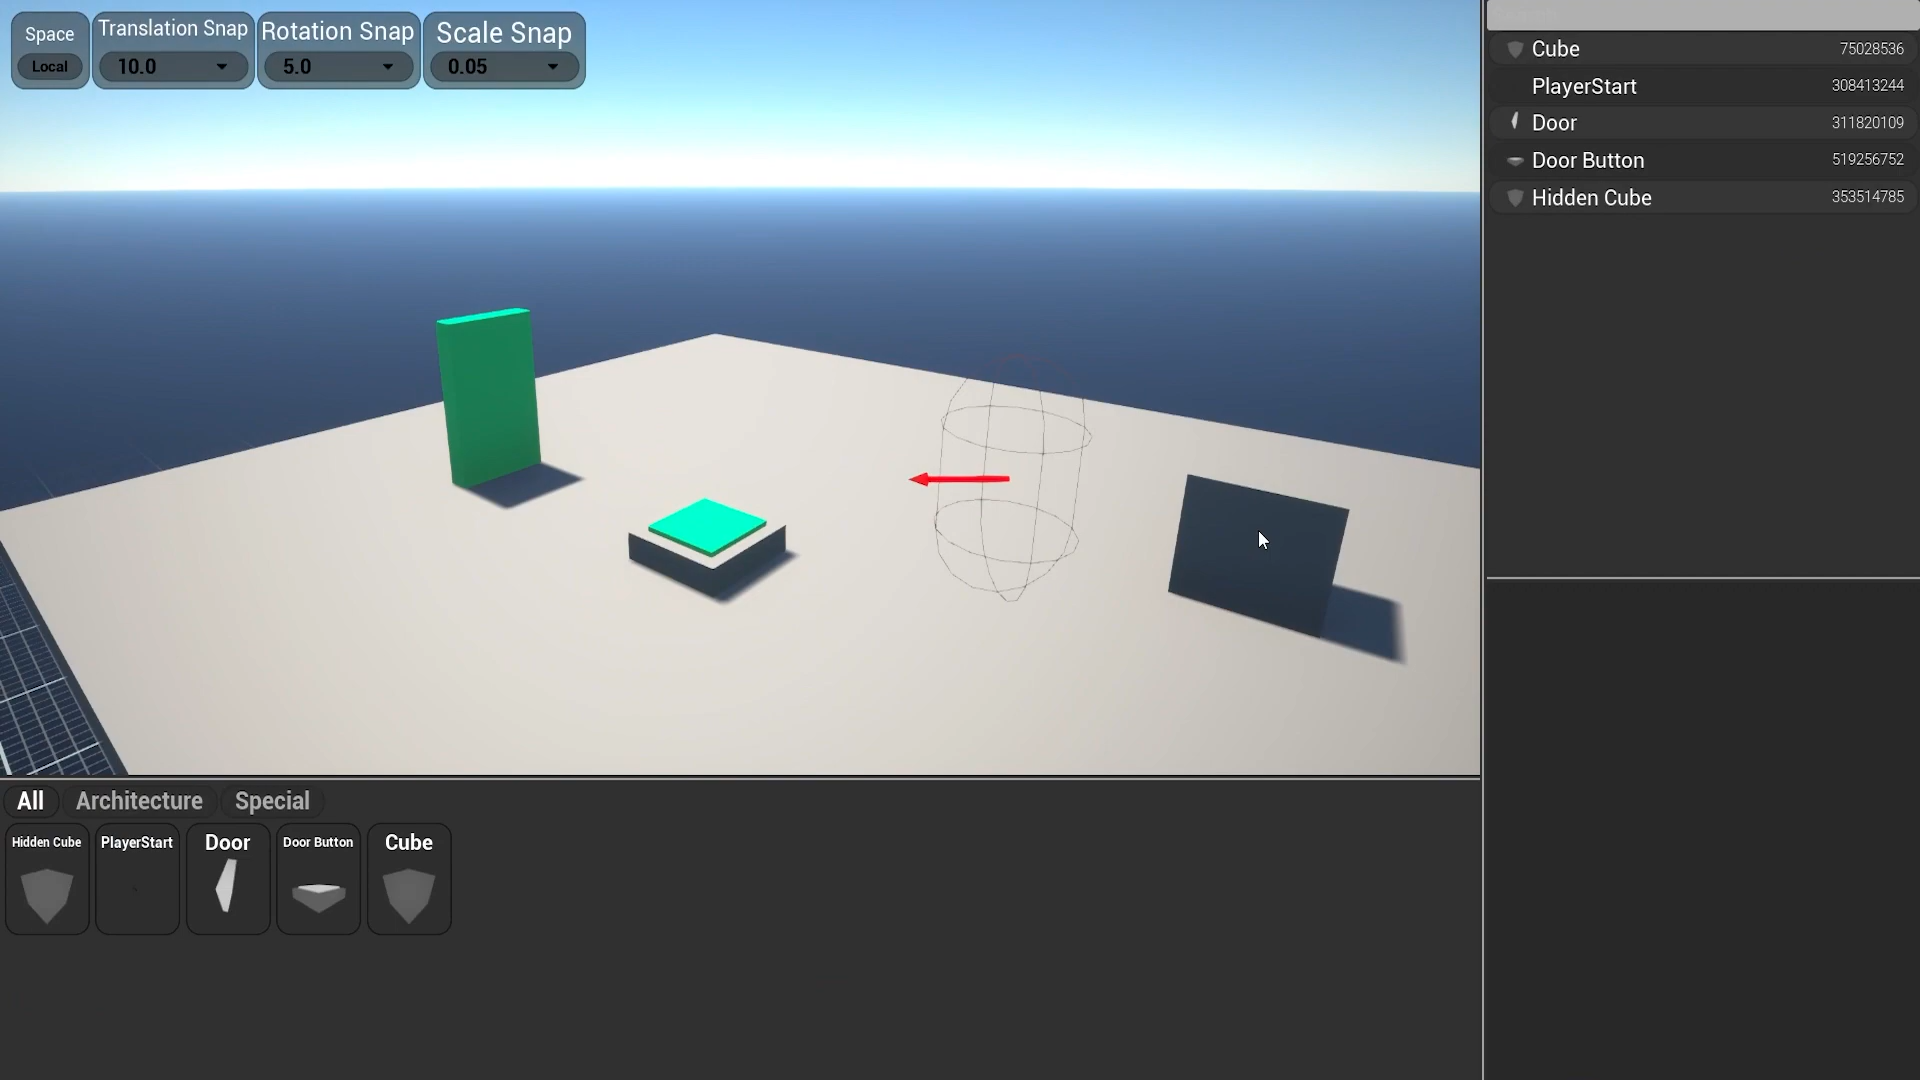 Space
Local
Translation Snap
10.0
Rotation Snap
5.0
Scale Snap
0.05
Cube 75028536
PlayerStart 308413244
Door 311820109
Door Button 519256752
Hidden Cube 353514785
All Architecture Special
Hidden Cube
PlayerStart
Door
Door Button
Cube